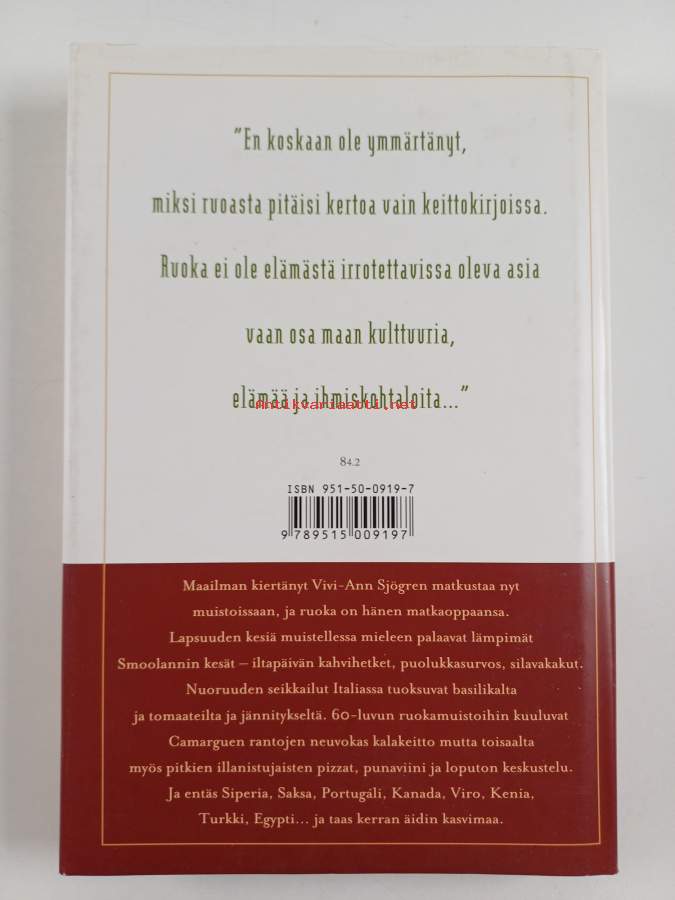 "En koskaan ole ymmärtänyt,
miksi ruoasta pitäisi kertoa vain keittokirjoissa.
Ruoka ei ole elämästä irrotettavissa oleva asia
vaan osa maan kulttuuria,
elämää ja ihmiskohtaloita..."
Antikvariaatti.net
84.2
ISBN 951-50-0919-7
9 789515 009197
Maailman kiertänyt Vivi-Ann Sjögren matkustaa nyt
muistoissaan, ja ruoka on hänen matkaoppaansa.
Lapsuuden kesiä muistellessa mieleen palaavat lämpimät
Smoolannin kesät – iltapäivän kahvihetket, puolukkasurvos, silavakakut.
Nuoruuden seikkailut Italiassa tuoksuvat basilikalta
ja tomaateilta ja jännitykseltä. 60-luvun ruokamuistoihin kuuluvat
Camarguen rantojen neuvokas kalakeitto mutta toisaalta
myös pitkien illanistujaisten pizzat, punaviini ja loputon keskustelu.
Ja entäs Siperia, Saksa, Portugáli, Kanada, Viro, Kenia,
Turkki, Egypti... ja taas kerran äidin kasvimaa.